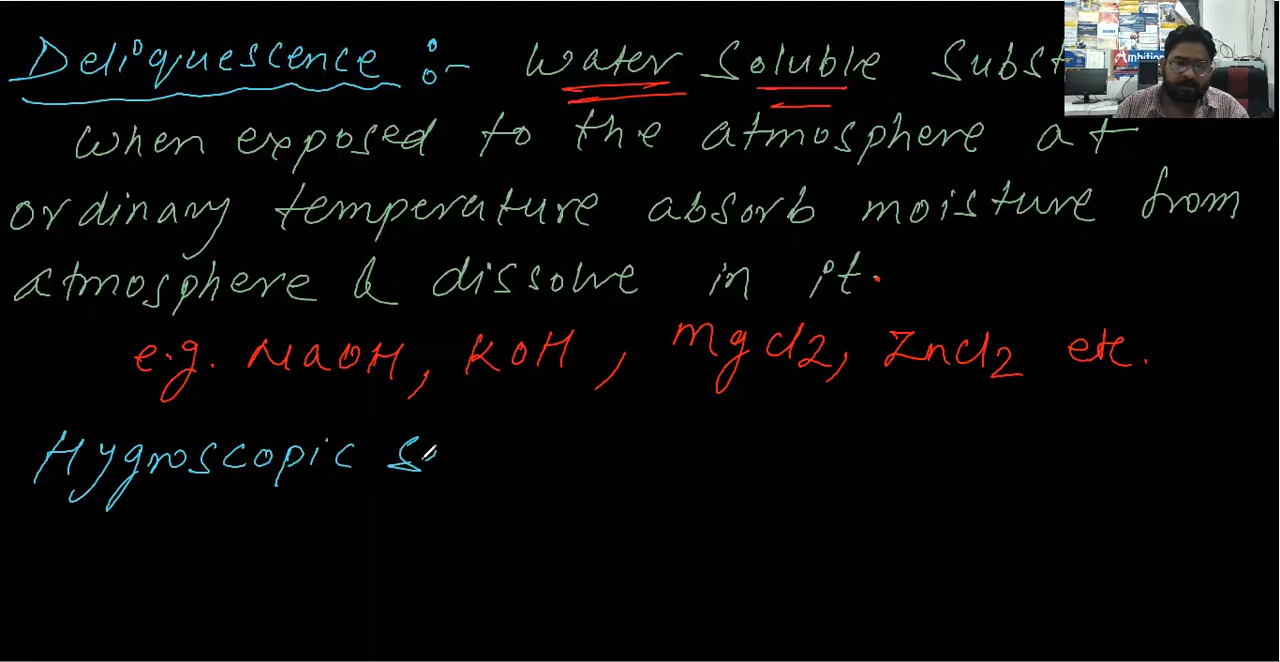 Deliquescence :- Water Soluble Subst
when exposed to the atmosphere at
ordinary temperature absorb moisture from
atmosphere & dissolve in it.
e.g. NaOH, KOH, MgCl2, ZnCl2 etc.
Hygroscopic s
Ambition